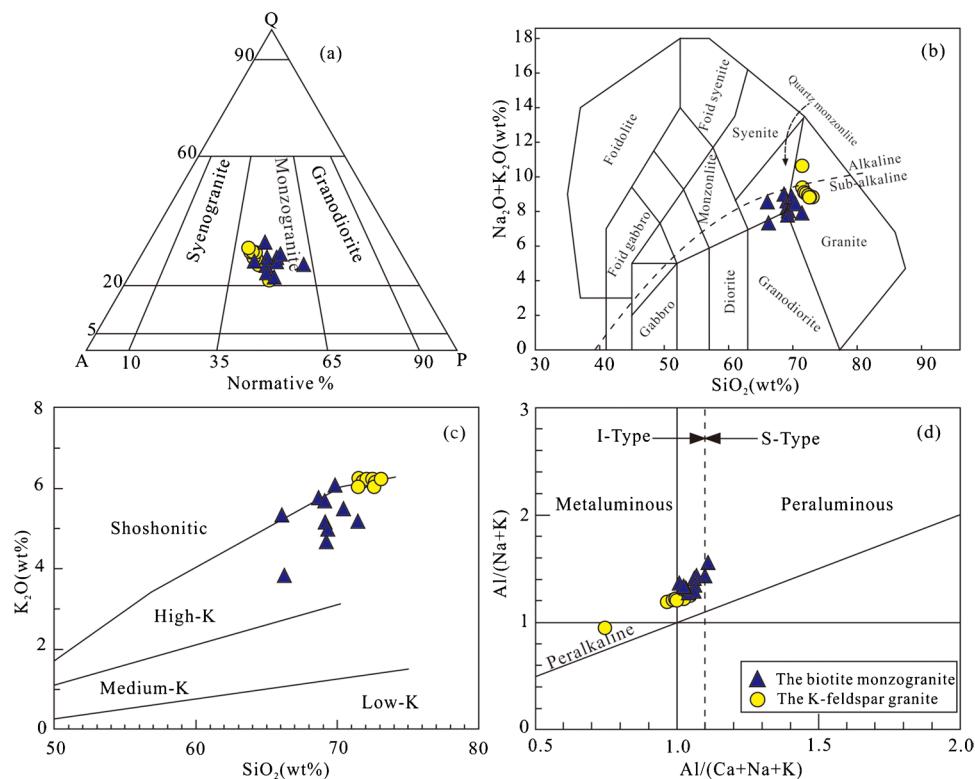 Q
(a)
90
60
Syenogranite
Monzogranite
Granodiorite
20
5
A
10
35
65
90
P
Normative %
(b)
18
16
14
12
10
8
6
4
2
0
Na₂O+K₂O(wt%)
Foidolite
Foid syenite
Syenite
Quartz monzonlite
Alkaline
Sub-alkaline
Monzonlite
Foid gabbro
Gabbro
Diorite
Granodiorite
Granite
30
40
50
60
70
80
90
SiO₂(wt%)
(c)
8
6
4
2
0
K₂O(wt%)
Shoshonitic
High-K
Medium-K
Low-K
50
60
70
80
SiO₂(wt%)
(d)
3
2
1
0
Al/(Na+K)
I-Type
S-Type
Metaluminous
Peraluminous
Peralkaline
The biotite monzogranite
The K-feldspar granite
0.5
1.0
1.5
2.0
Al/(Ca+Na+K)